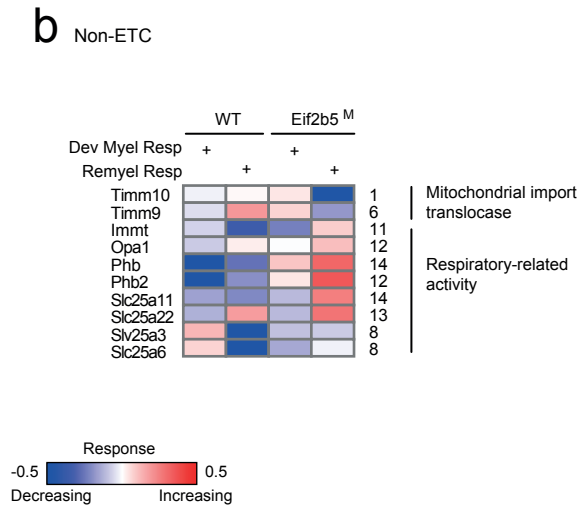 b Non-ETC
WT Eif2b5 M
Dev Myel Resp + +
Remyel Resp + +
Timm10 1
Timm9 6
Immt 11
Opa1 12
Phb 14
Phb2 12
Slc25a11 14
Slc25a22 13
Slv25a3 8
Slc25a6 8
Mitochondrial import
translocase
Respiratory-related
activity
Response
-0.5 0.5
Decreasing Increasing